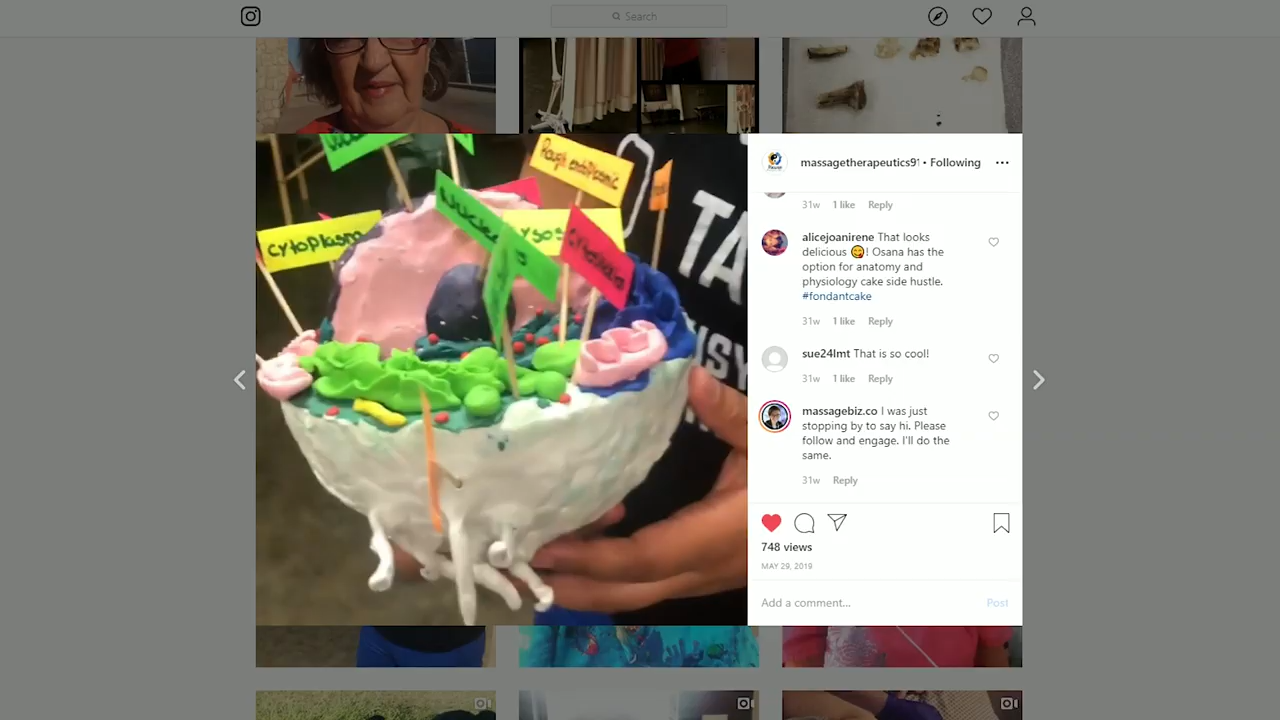 Search
massagetherapeutics91 • Following
31w 1 like Reply
alicejoanirene That looks
delicious 😋! Osana has the
option for anatomy and
physiology cake side hustle.
#fondantcake
31w 1 like Reply
sue24lmt That is so cool!
31w 1 like Reply
massagebiz.co I was just
stopping by to say hi. Please
follow and engage. I'll do the
same.
31w Reply
748 views
MAY 29, 2019
Add a comment...
Post
Rough
Cytoplasm
TA